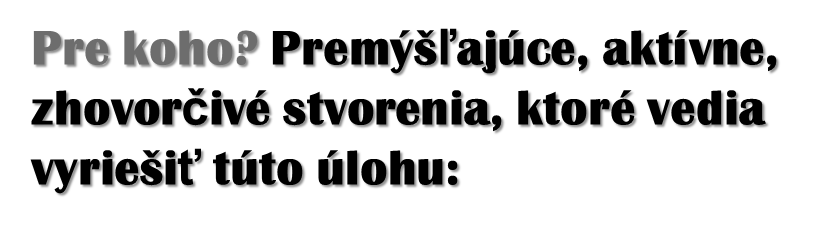 Pre koho? Premýšľajúce, aktívne,
zhovorčivé stvorenia, ktoré vedia
vyriešiť túto úlohu: